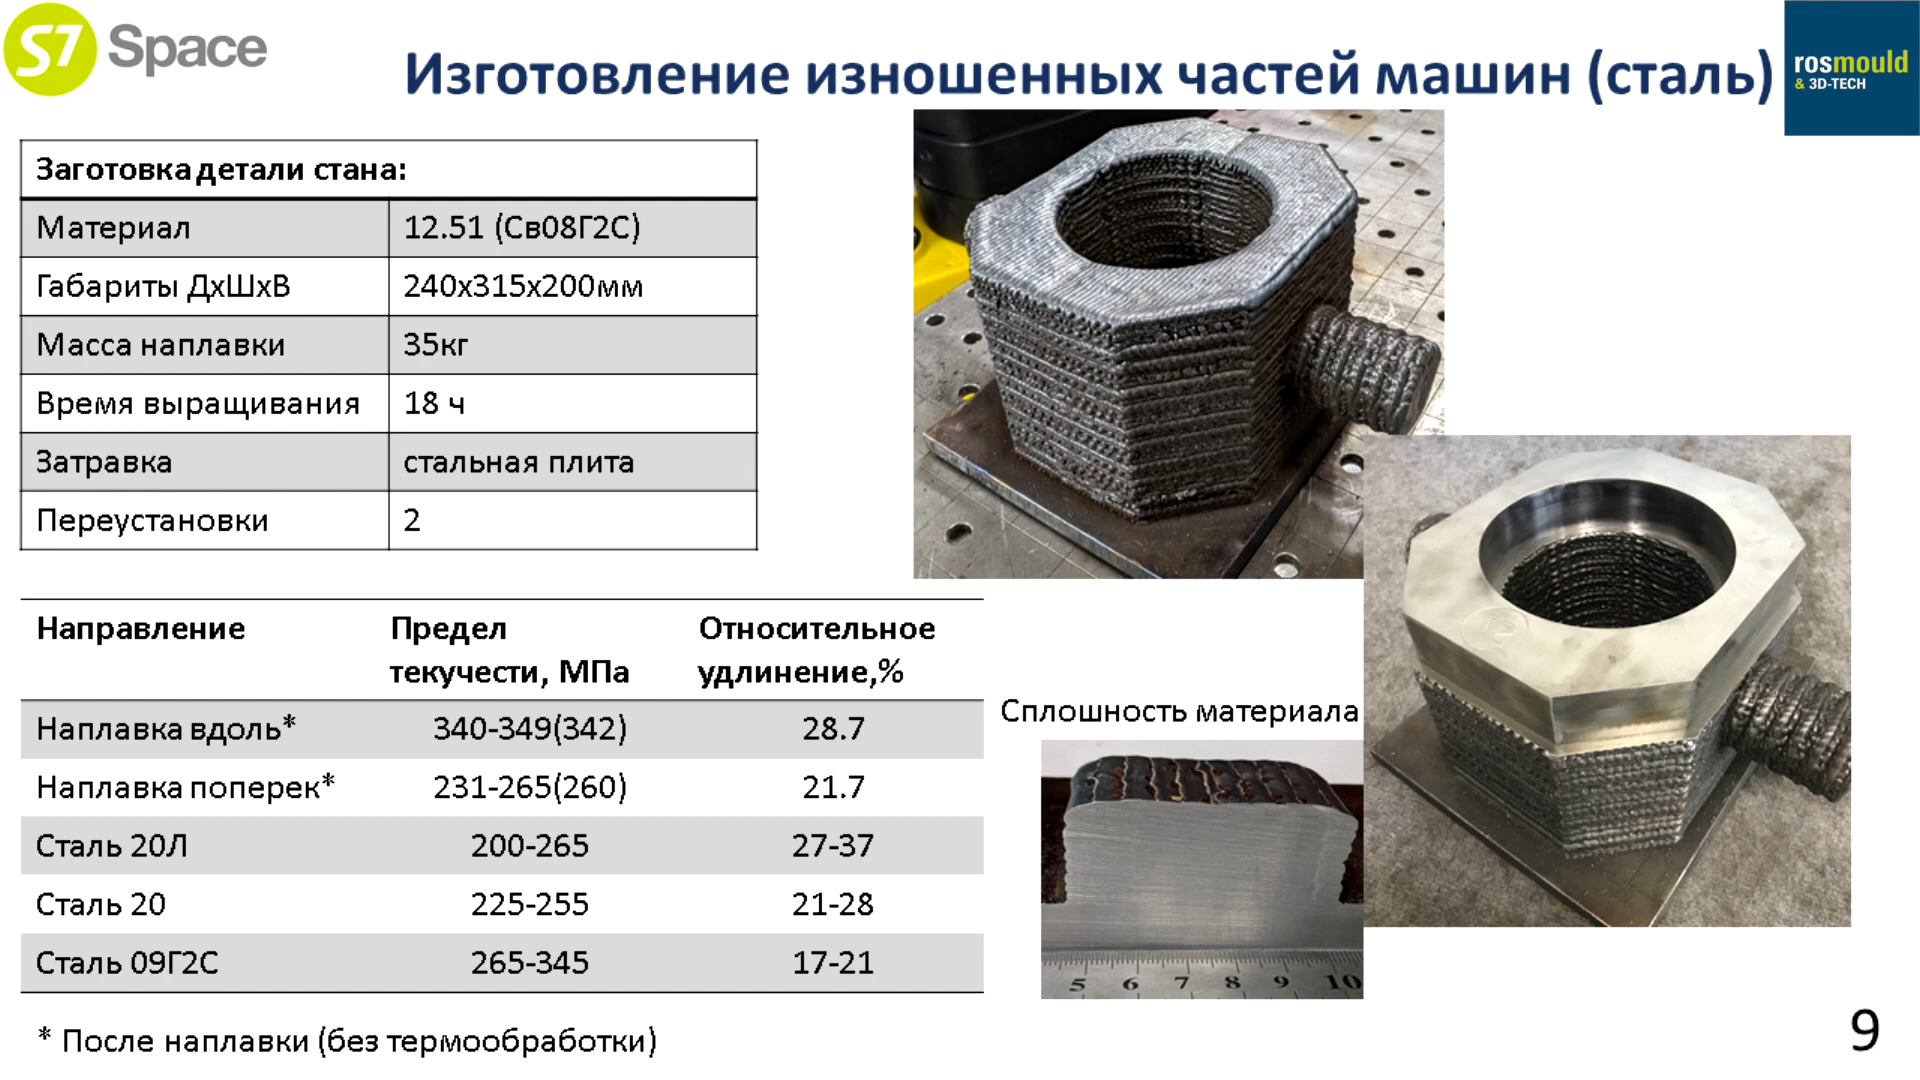 S7 Space
Изготовление изношенных частей машин (сталь)
rosmould
& 3D-TECH
Заготовка детали стана:
Материал 12.51 (Св08Г2С)
Габариты ДхШхВ 240х315х200мм
Масса наплавки 35кг
Время выращивания 18 ч
Затравка стальная плита
Переустановки 2
Направление Предел Относительное
текучести, МПа удлинение,%
Наплавка вдоль* 340-349(342) 28.7
Наплавка поперек* 231-265(260) 21.7
Сталь 20Л 200-265 27-37
Сталь 20 225-255 21-28
Сталь 09Г2С 265-345 17-21
* После наплавки (без термообработки)
Сплошность материала
5 6 7 8 9 10
9